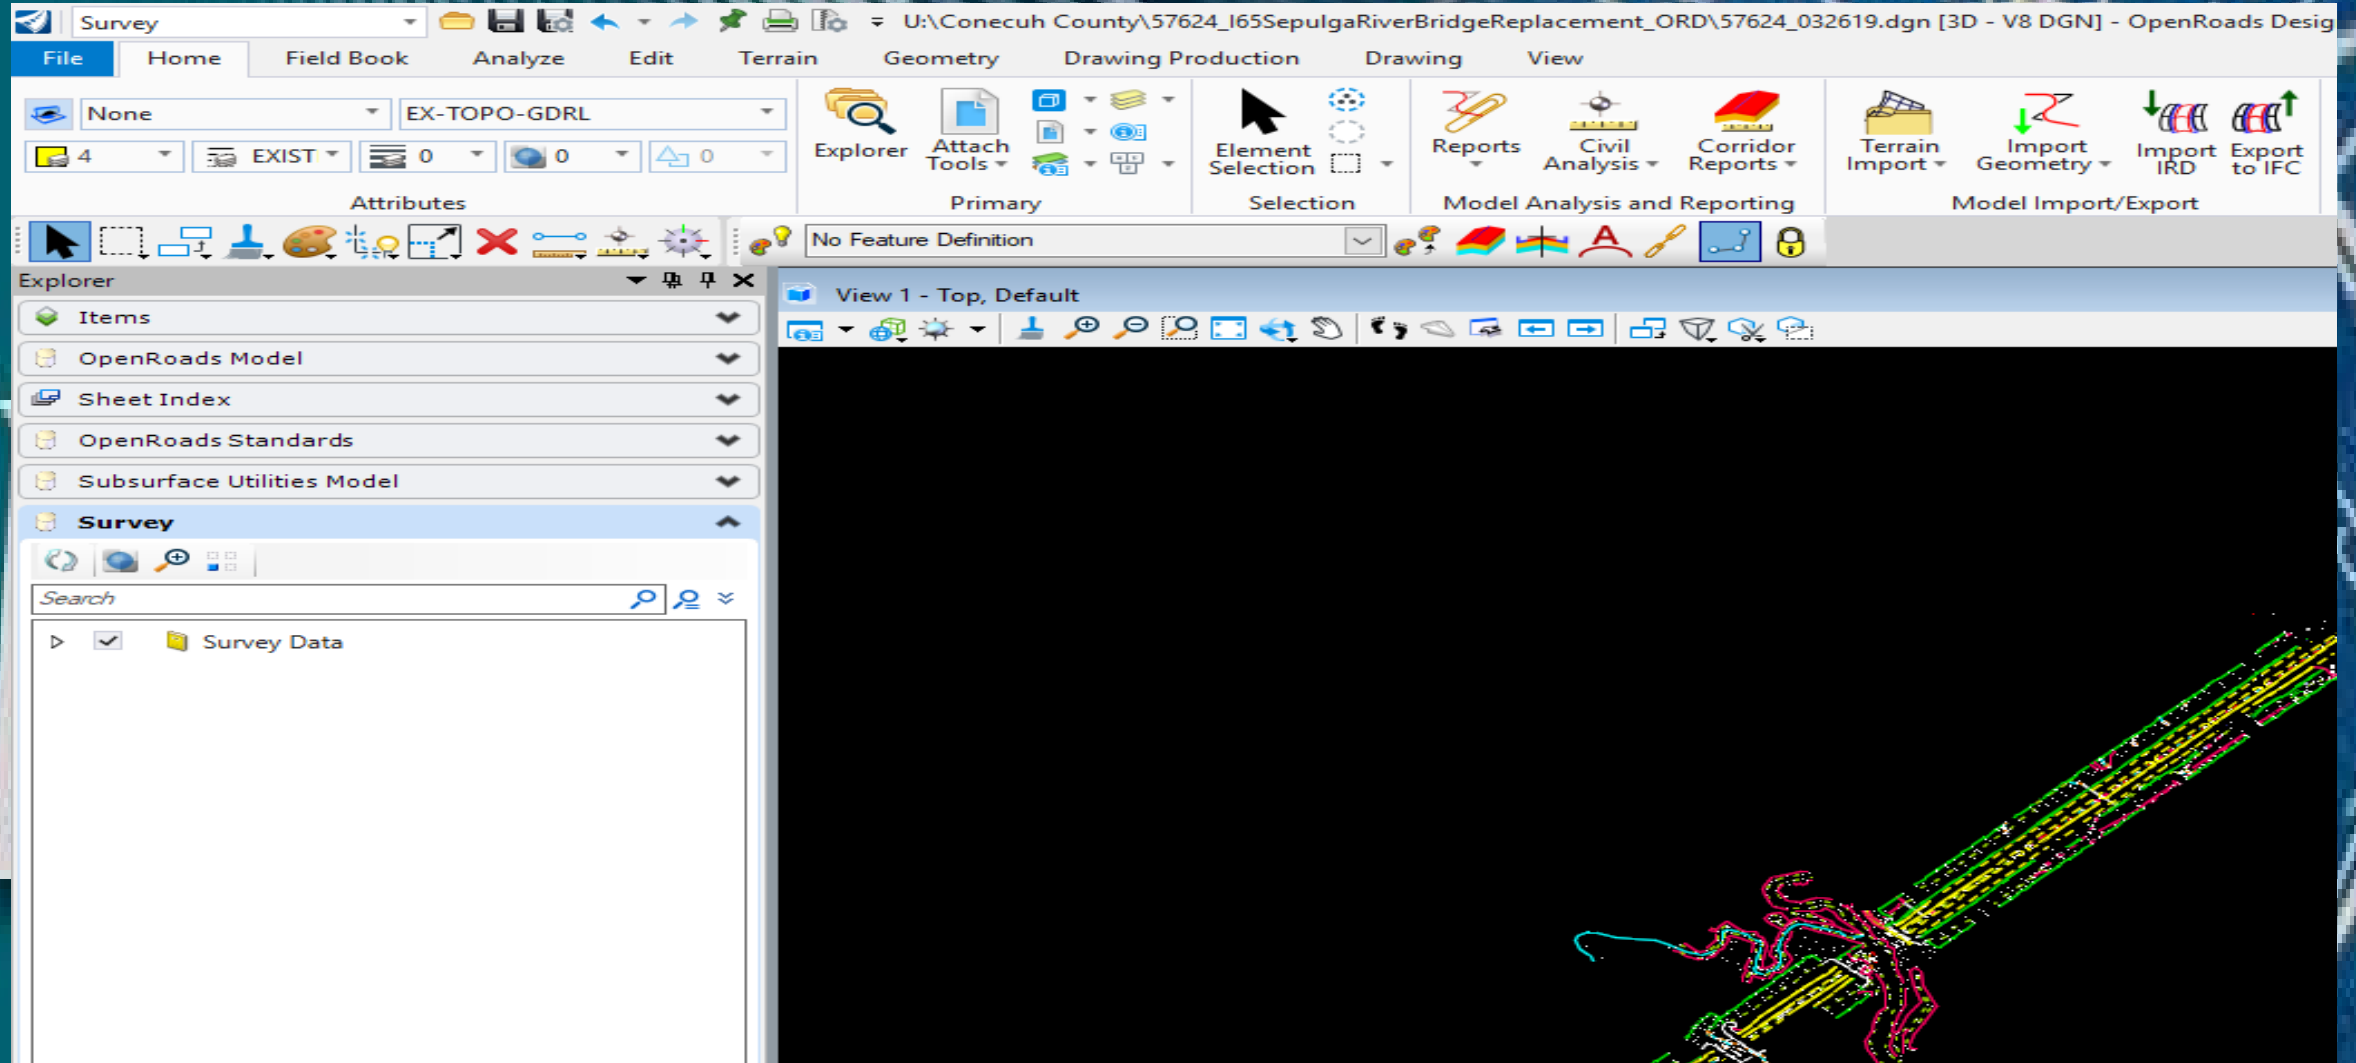 Survey
U:\Conecuh County\57624_I65SepulgaRiverBridgeReplacement_ORD\57624_032619.dgn [3D - V8 DGN] - OpenRoads Desig
File Home Field Book Analyze Edit Terrain Geometry Drawing Production Drawing View
None EX-TOPO-GDRL
4 EXIST 0 0 0
Attributes
Explorer Attach Tools
Primary
Element Selection
Selection
Reports Civil Analysis Corridor Reports
Model Analysis and Reporting
Terrain Import Import Geometry Import IRD Export to IFC
Model Import/Export
No Feature Definition
Explorer
View 1 - Top, Default
Items
OpenRoads Model
Sheet Index
OpenRoads Standards
Subsurface Utilities Model
Survey
Search
Survey Data